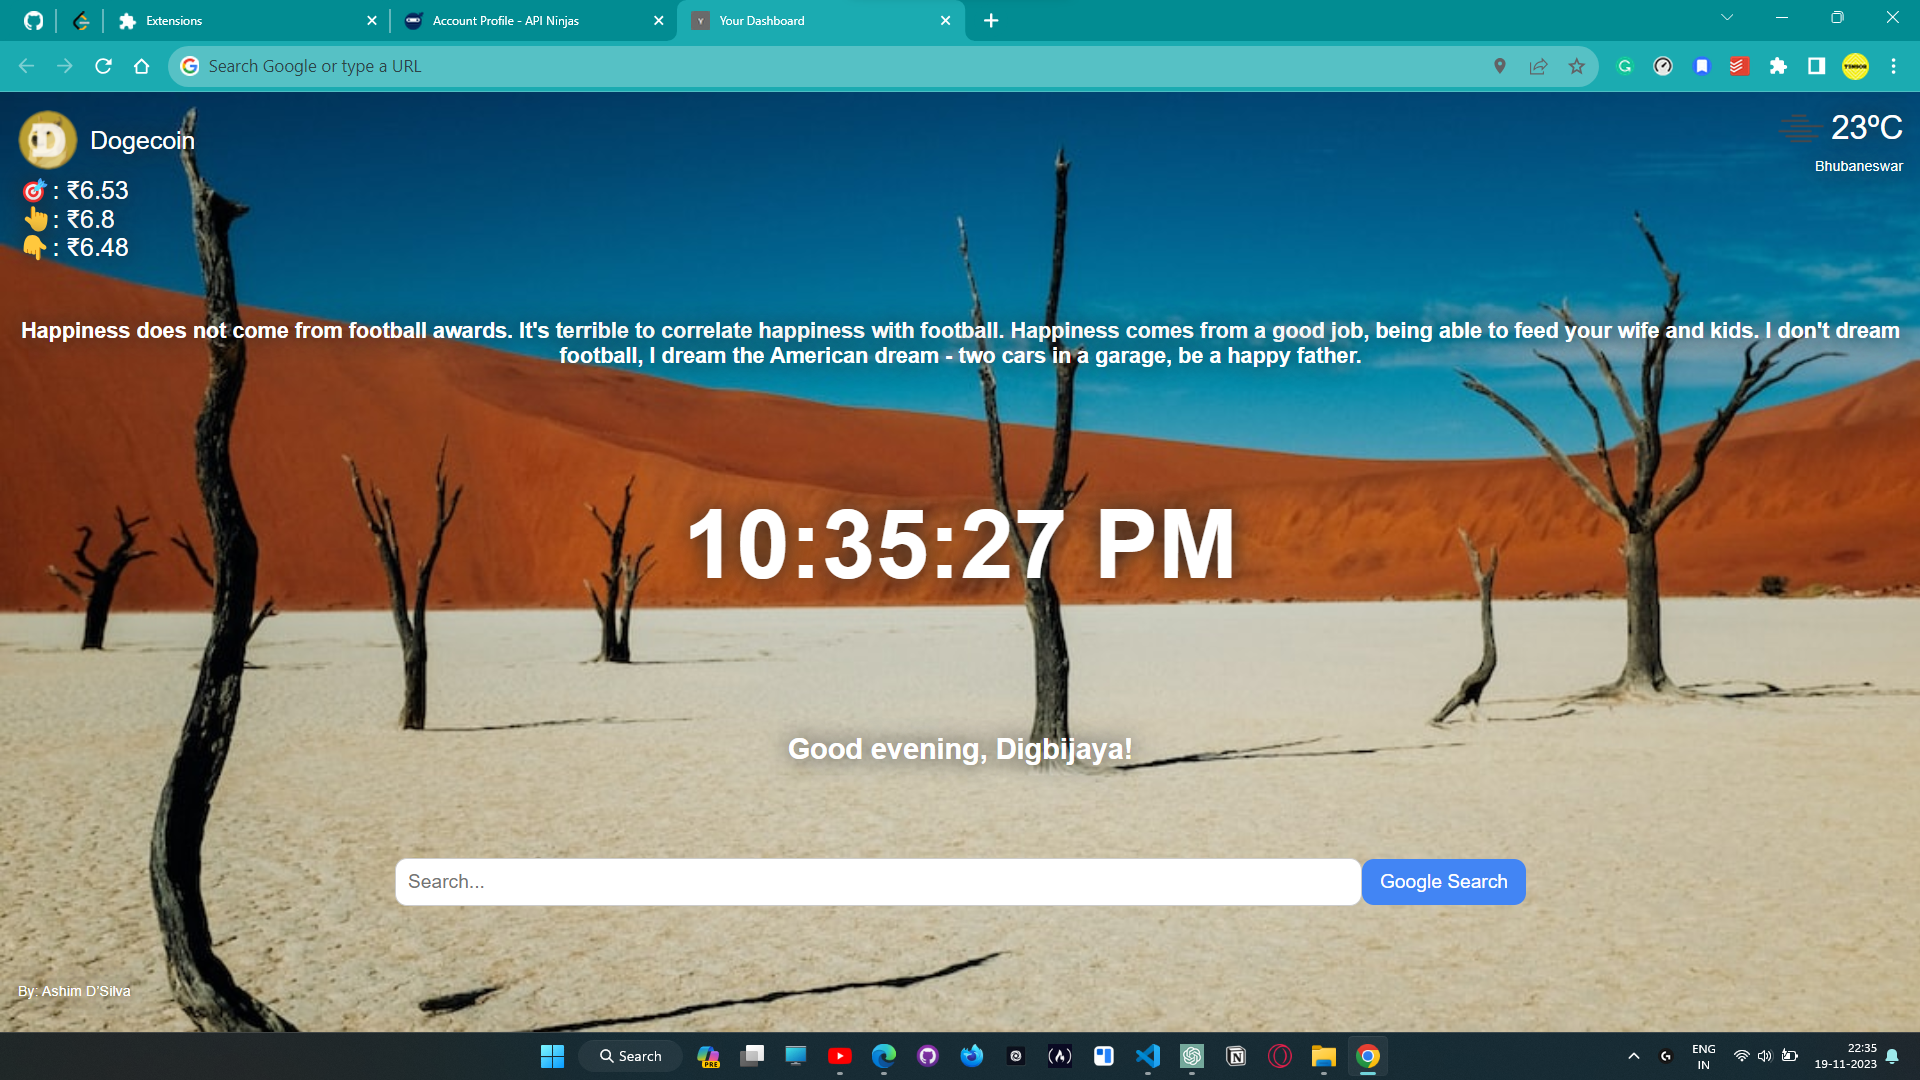 Extensions
Account Profile - API Ninjas
Your Dashboard
Search Google or type a URL
TENSOR
Dogecoin
: ₹6.53
: ₹6.8
: ₹6.48
23ºC
Bhubaneswar
Happiness does not come from football awards. It's terrible to correlate happiness with football. Happiness comes from a good job, being able to feed your wife and kids. I don't dream
football, I dream the American dream - two cars in a garage, be a happy father.
10:35:27 PM
Good evening, Digbijaya!
Search...
Google Search
By: Ashim D'Silva
Search
PRE
ENG
IN
22:35
19-11-2023